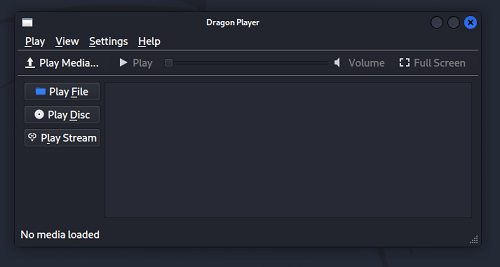 Dragon Player
Play View Settings Help
Play Media... Play Volume Full Screen
Play File
Play Disc
Play Stream
No media loaded